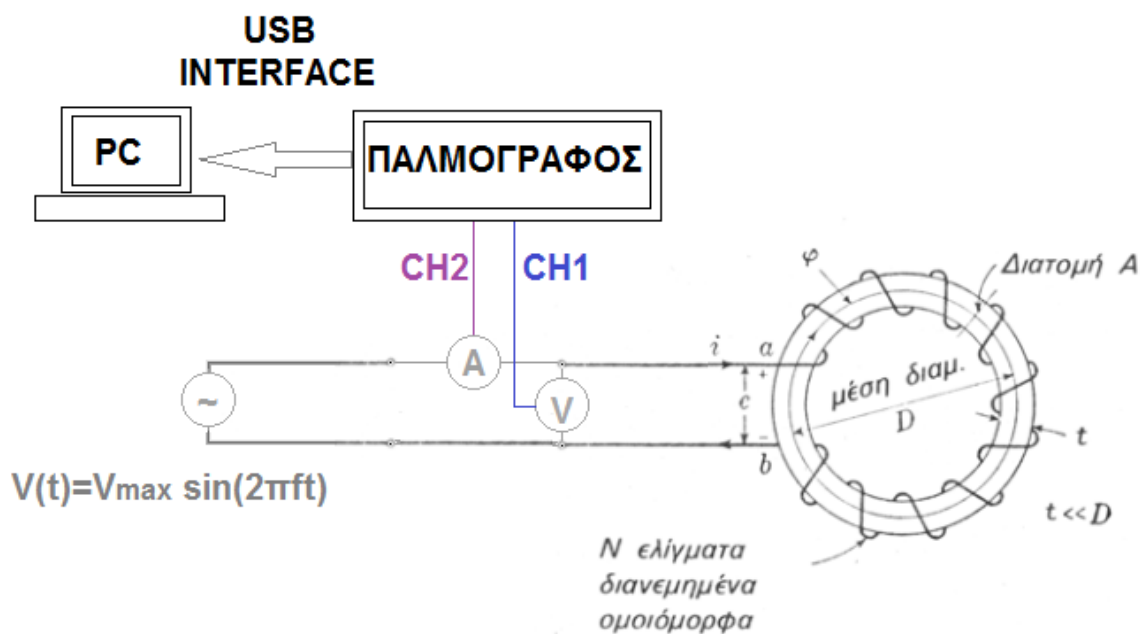 USB
INTERFACE
PC
ΠΑΛΜΟΓΡΑΦΟΣ
CH2
CH1
φ
Διατομή Α
A
i
a
+
~
V
c
μέση διαμ.
D
−
b
t
V(t)=Vmax sin(2πft)
t<<D
Ν ελίγματα
διανεμημένα
ομοιόμορφα